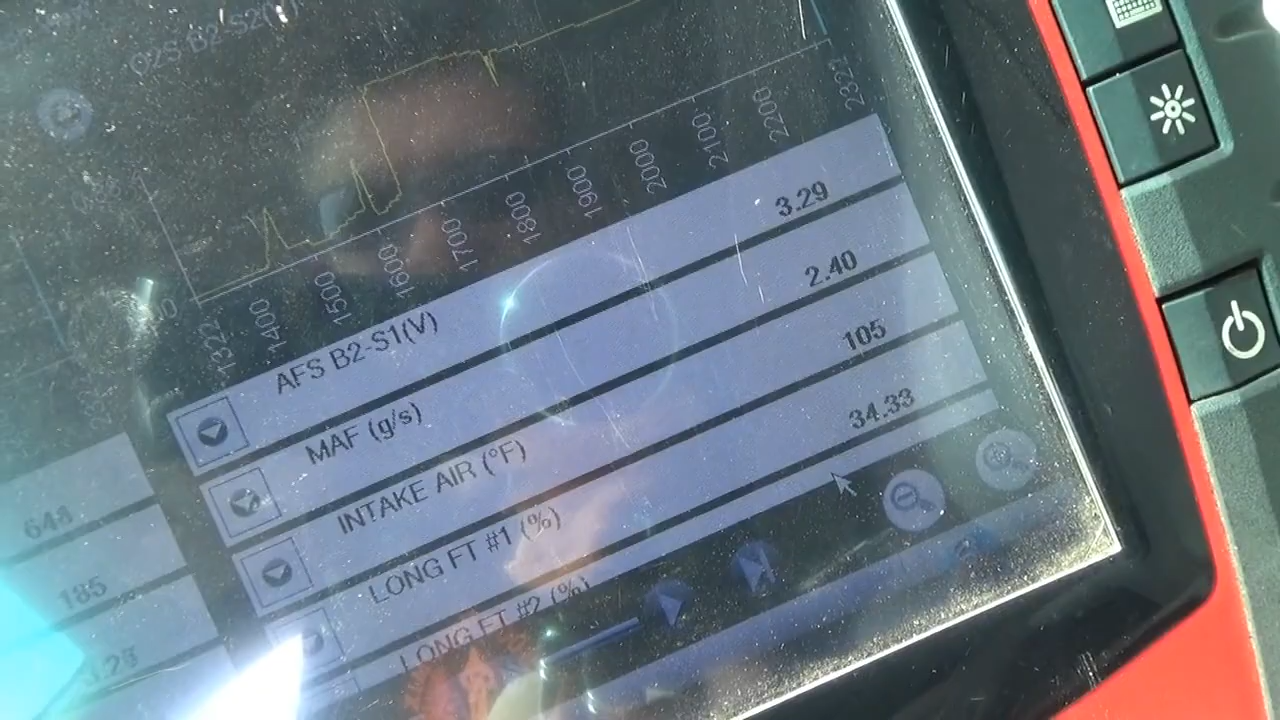 O2S B2-S2(V)
1322 1400 1500 1600 1700 1800 1900 2000 2100 2200 2321
AFS B2-S1(V) 3.29
MAF (g/s) 2.40
INTAKE AIR (°F) 105
LONG FT #1 (%) 34.33
LONG FT #2 (%)
648
185